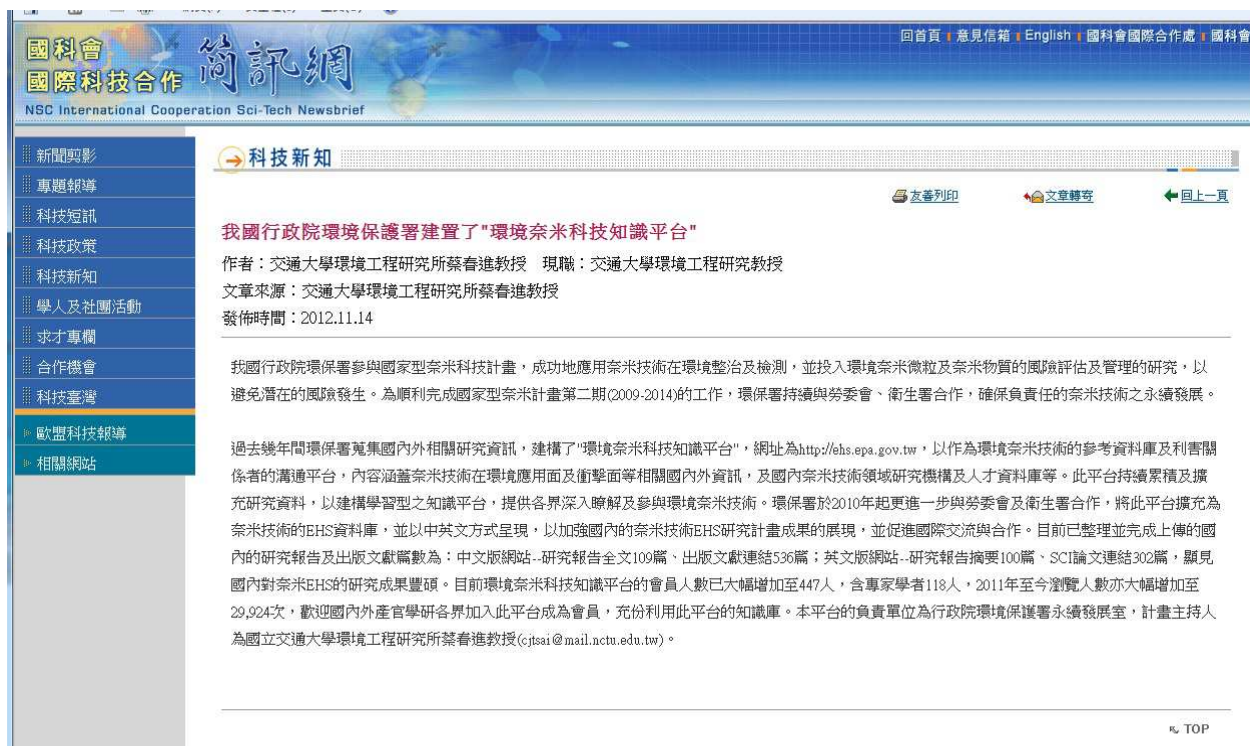 回首頁 意見信箱 English 國科會國際合作處 國科會
國科會
國際科技合作
簡訊網
NSC International Cooperation Sci-Tech Newsbrief
新聞剪影
專題報導
科技短訊
科技政策
科技新知
學人及社團活動
求才專欄
合作機會
科技臺灣
歐盟科技報導
相關網站
科技新知
友善列印 文章轉寄 回上一頁
我國行政院環境保護署建置了"環境奈米科技知識平台"
作者：交通大學環境工程研究所蔡春進教授 現職：交通大學環境工程研究教授
文章來源：交通大學環境工程研究所蔡春進教授
發佈時間：2012.11.14
我國行政院環保署參與國家型奈米科技計畫，成功地應用奈米技術在環境整治及檢測，並投入環境奈米微粒及奈米物質的風險評估及管理的研究，以
避免潛在的風險發生。為順利完成國家型奈米計畫第二期(2009-2014)的工作，環保署持續與勞委會、衛生署合作，確保負責任的奈米技術之永續發展。
過去幾年間環保署蒐集國內外相關研究資訊，建構了"環境奈米科技知識平台"，網址為http://ehs.epa.gov.tw，以作為環境奈米技術的參考資料庫及利害關
係者的溝通平台，內容涵蓋奈米技術在環境應用面及衝擊面等相關國內外資訊，及國內奈米技術領域研究機構及人才資料庫等。此平台持續累積及擴
充研究資料，以建構學習型之知識平台，提供各界深入瞭解及參與環境奈米技術。環保署於2010年起更進一步與勞委會及衛生署合作，將此平台擴充為
奈米技術的EHS資料庫，並以中英文方式呈現，以加強國內的奈米技術EHS研究計畫成果的展現，並促進國際交流與合作。目前已整理並完成上傳的國
內的研究報告及出版文獻篇數為：中文版網站--研究報告全文109篇、出版文獻連結536篇；英文版網站--研究報告摘要100篇、SCI論文連結302篇，顯見
國內對奈米EHS的研究成果豐碩。目前環境奈米科技知識平台的會員人數已大幅增加至447人，含專家學者118人，2011年至今瀏覽人數亦大幅增加至
29,924次，歡迎國內外產官學研各界加入此平台成為會員，充份利用此平台的知識庫。本平台的負責單位為行政院環境保護署永續發展室，計畫主持人
為國立交通大學環境工程研究所蔡春進教授(cjtsai@mail.nctu.edu.tw)。
TOP